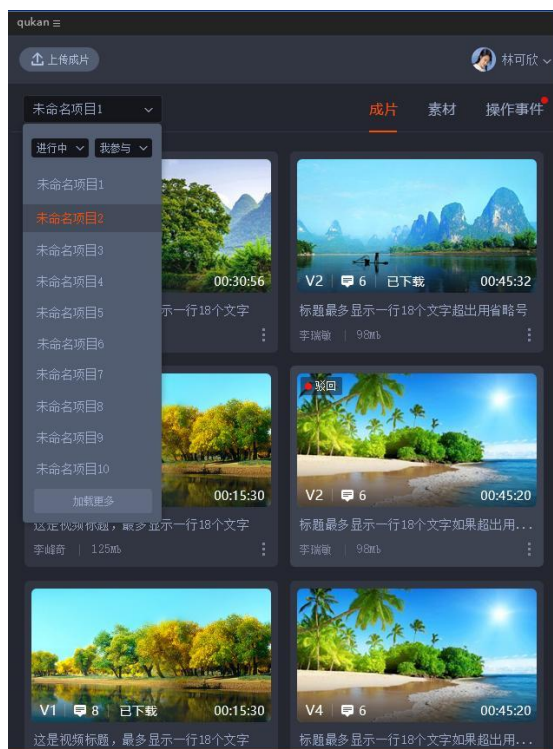 qukan
上传成片
林可欣
未命名项目1
成片 素材 操作事件
进行中 我参与
未命名项目1
未命名项目2
未命名项目3
未命名项目4
未命名项目5
未命名项目6
未命名项目7
未命名项目8
未命名项目9
未命名项目10
加载更多
00:30:56
示一行18个文字
V2 6 已下载 00:45:32
标题最多显示一行18个文字超出用省略号
李瑞敏 | 98mb
00:15:30
这是视频标题，最多显示一行18个文字
李峰奇 | 125mb
驳回
V2 6 00:45:20
标题最多显示一行18个文字如果超出用...
李瑞敏 | 98mb
V1 8 已下载 00:15:30
这是视频标题，最多显示一行18个文字
V4 6 00:45:20
标题最多显示一行18个文字如果超出用...